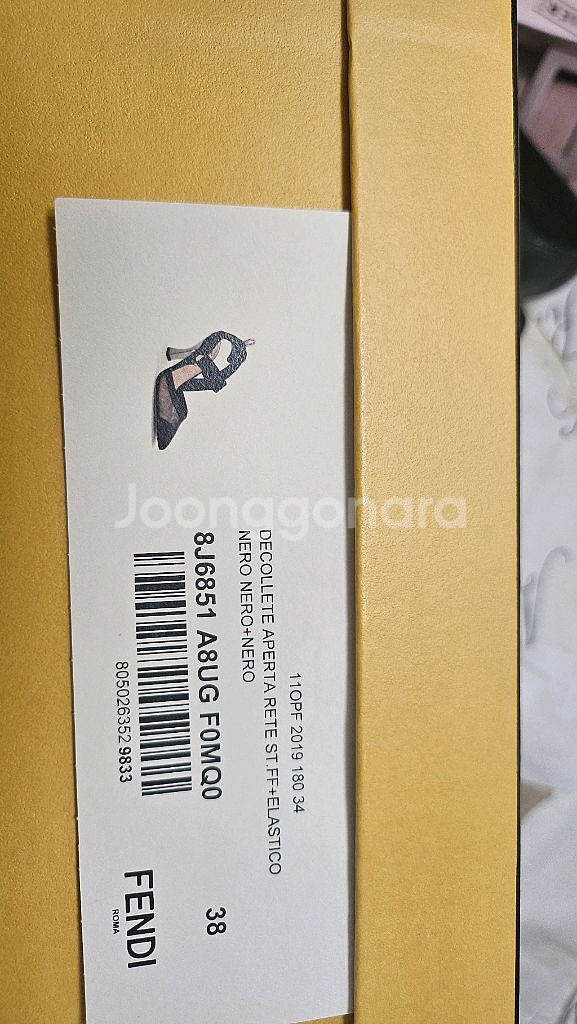 Joonggonara
11OPF 2019 180 34
DECOLLETE APERTA RETE ST.FF+ELASTICO
NERO NERO+NERO
8J6851 A8UG F0MQ0
38
8050263529833
FENDI
ROMA